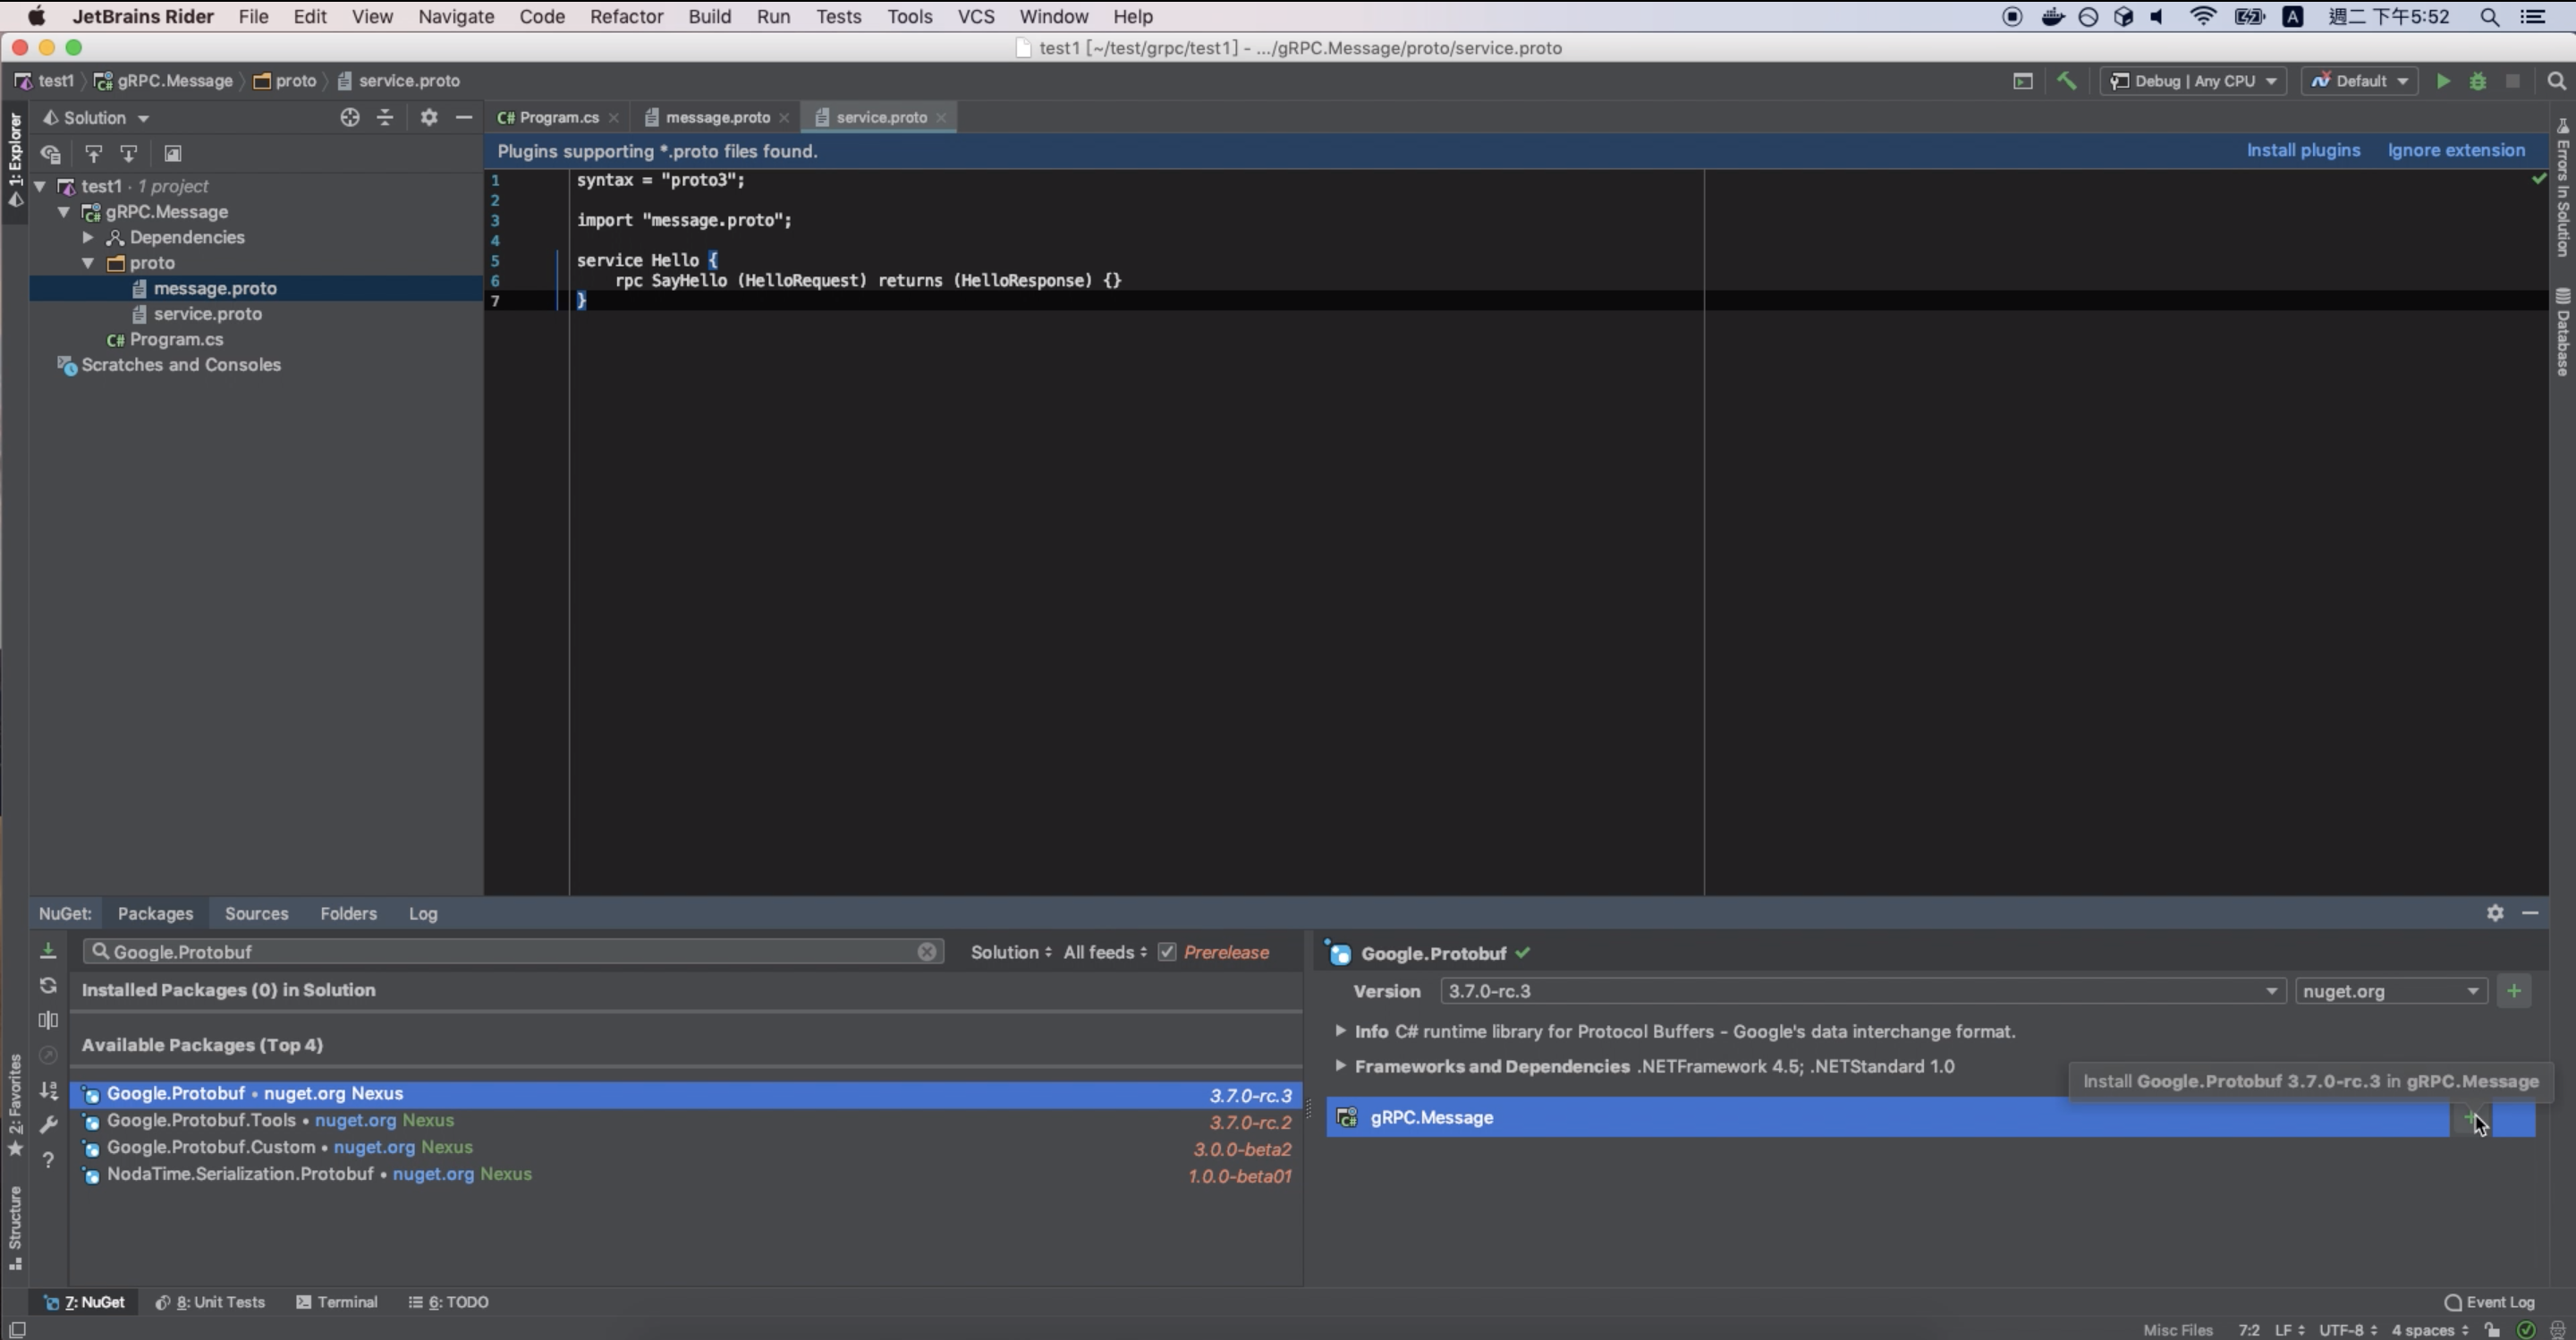 JetBrains Rider File Edit View Navigate Code Refactor Build Run Tests Tools VCS Window Help A 週二 下午5:52
test1 [~/test/grpc/test1] - .../gRPC.Message/proto/service.proto
test1 gRPC.Message proto service.proto Debug | Any CPU Default
1: Explorer
Solution
test1 · 1 project
gRPC.Message
Dependencies
proto
message.proto
service.proto
C# Program.cs
Scratches and Consoles
C# Program.cs message.proto service.proto
Plugins supporting *.proto files found. Install plugins Ignore extension
1 syntax = "proto3";
2
3 import "message.proto";
4
5 service Hello {
6 rpc SayHello (HelloRequest) returns (HelloResponse) {}
7 }
Errors In Solution
Database
NuGet: Packages Sources Folders Log
Google.Protobuf Solution All feeds Prerelease
Installed Packages (0) in Solution
Available Packages (Top 4)
Google.Protobuf • nuget.org Nexus 3.7.0-rc.3
Google.Protobuf.Tools • nuget.org Nexus 3.7.0-rc.2
Google.Protobuf.Custom • nuget.org Nexus 3.0.0-beta2
NodaTime.Serialization.Protobuf • nuget.org Nexus 1.0.0-beta01
Google.Protobuf
Version 3.7.0-rc.3 nuget.org
Info C# runtime library for Protocol Buffers - Google's data interchange format.
Frameworks and Dependencies .NETFramework 4.5; .NETStandard 1.0
Install Google.Protobuf 3.7.0-rc.3 in gRPC.Message
gRPC.Message
2: Favorites
Structure
7: NuGet 8: Unit Tests Terminal 6: TODO Event Log
Misc Files 7:2 LF UTF-8 4 spaces